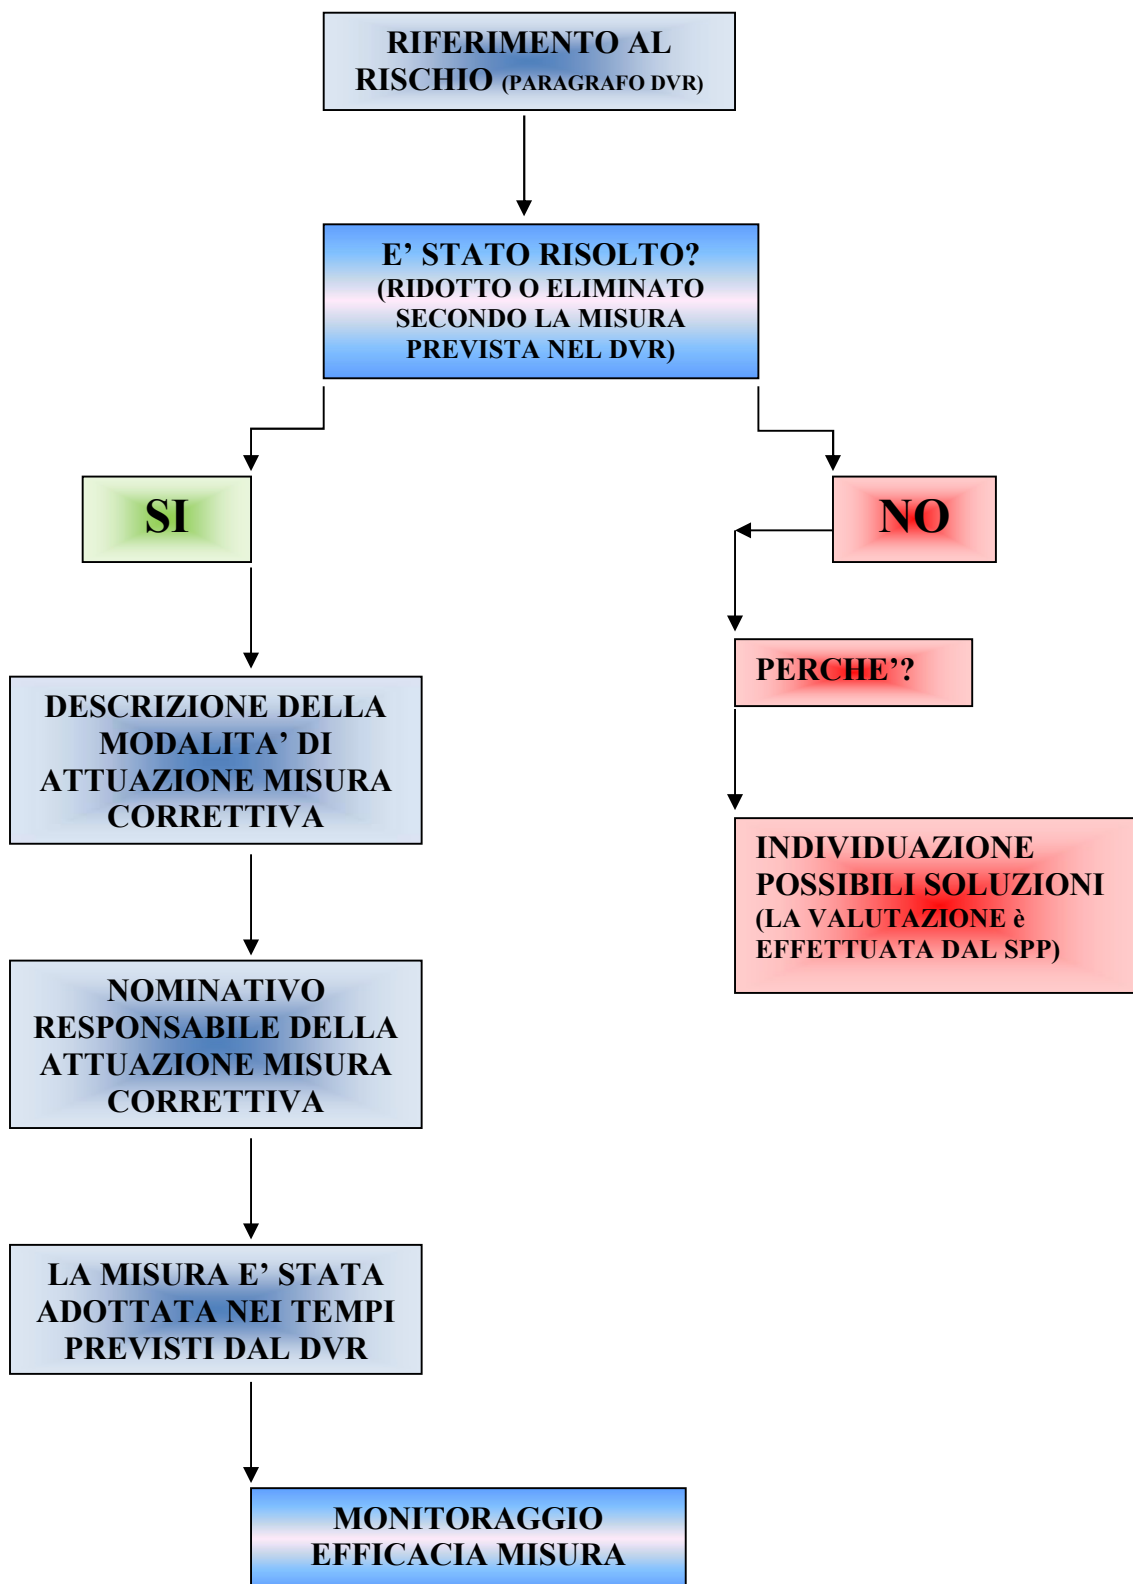 RIFERIMENTO AL
RISCHIO (PARAGRAFO DVR)
E’ STATO RISOLTO?
(RIDOTTO O ELIMINATO
SECONDO LA MISURA
PREVISTA NEL DVR)
SI
NO
PERCHE’?
DESCRIZIONE DELLA
MODALITA’ DI
ATTUAZIONE MISURA
CORRETTIVA
INDIVIDUAZIONE
POSSIBILI SOLUZIONI
(LA VALUTAZIONE è
EFFETTUATA DAL SPP)
NOMINATIVO
RESPONSABILE DELLA
ATTUAZIONE MISURA
CORRETTIVA
LA MISURA E’ STATA
ADOTTATA NEI TEMPI
PREVISTI DAL DVR
MONITORAGGIO
EFFICACIA MISURA